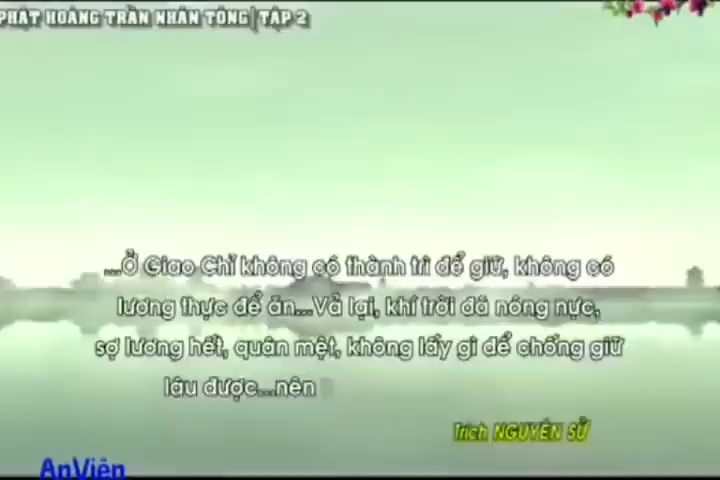 PHẬT HOÀNG TRẦN NHÂN TÔNG|TẬP 2
...Ở Giao Chỉ không có thành trì để giữ, không có
lương thực để ăn...Vả lại, khí trời đã nóng nực,
sợ lương hết, quân mệt, không lấy gì để chống giữ
lâu được...nên
Trích NGUYÊN SỬ
AnViên